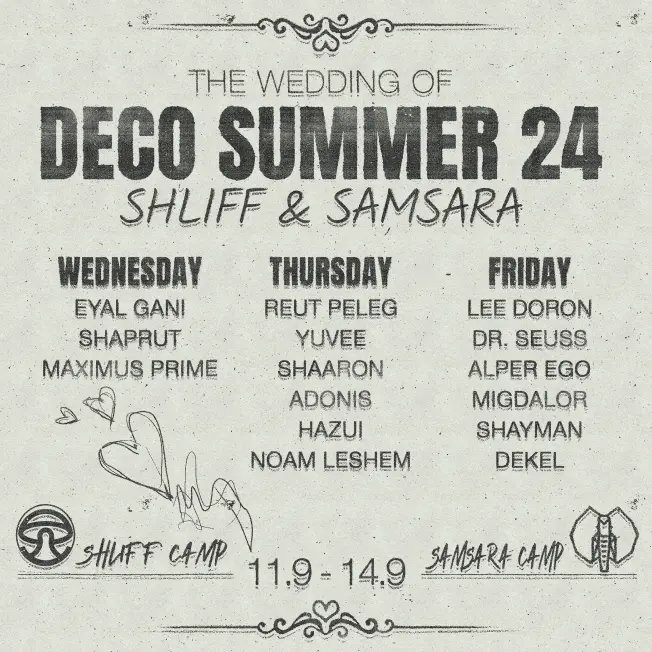 THE WEDDING OF
DECO SUMMER 24
SHLIFF & SAMSARA
WEDNESDAY
EYAL GANI
SHAPRUT
MAXIMUS PRIME
THURSDAY
REUT PELEG
YUVEE
SHAARON
ADONIS
HAZUI
NOAM LESHEM
FRIDAY
LEE DORON
DR. SEUSS
ALPER EGO
MIGDALOR
SHAYMAN
DEKEL
SHLIFF CAMP
11.9 - 14.9
SAMSARA CAMP